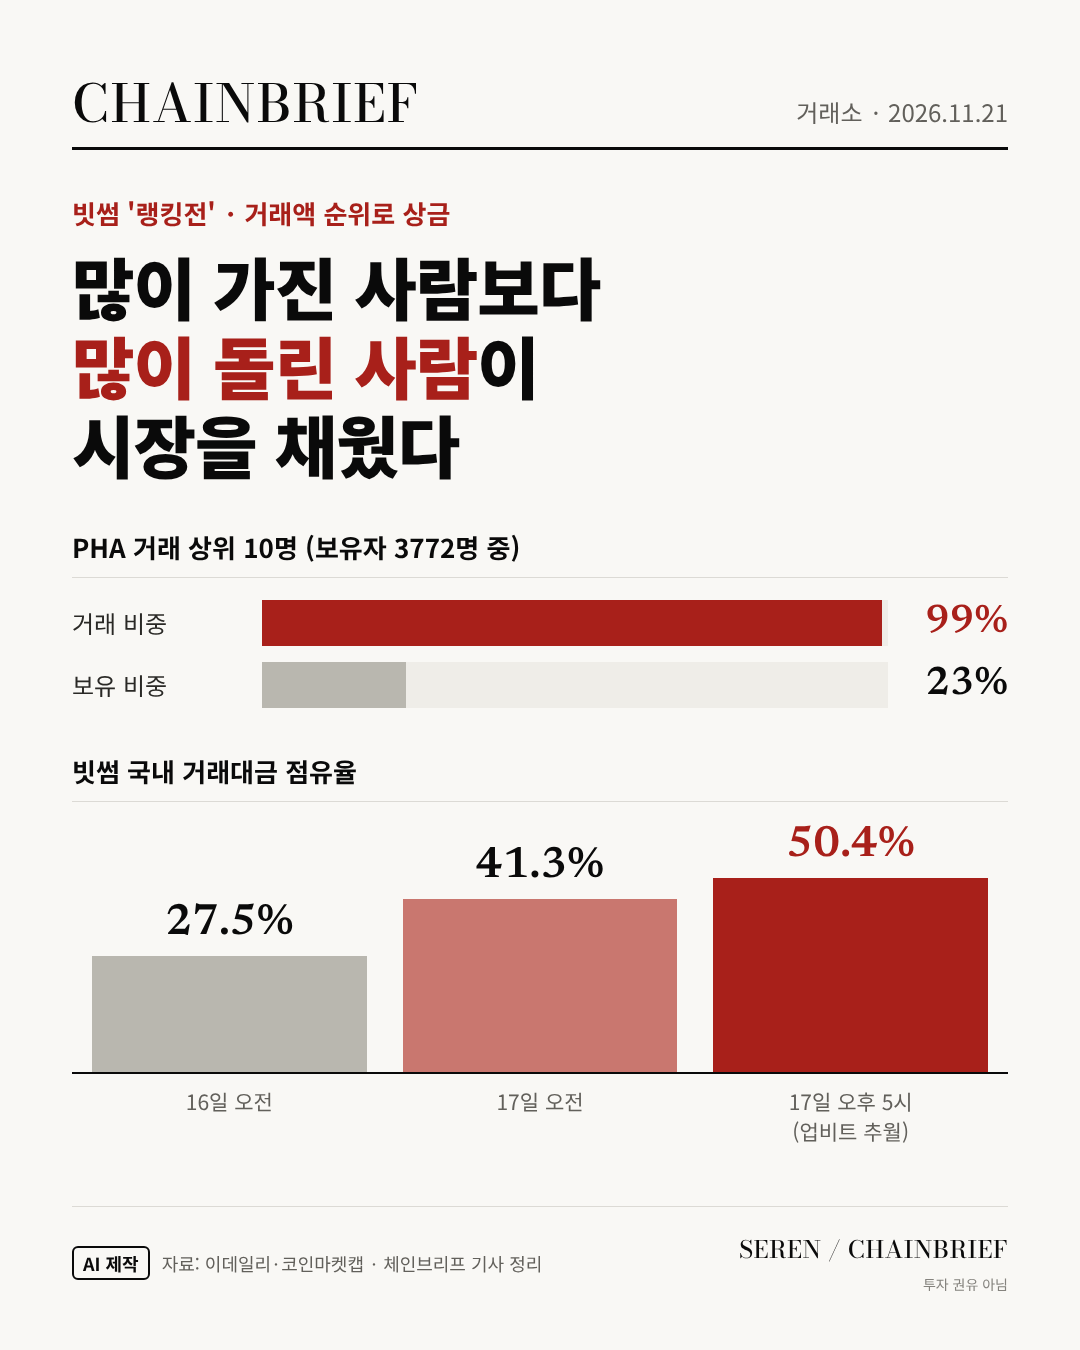 CHAINBRIEF
거래소 · 2026.11.21
빗썸 '랭킹전' · 거래액 순위로 상금
많이 가진 사람보다
많이 돌린 사람이
시장을 채웠다
PHA 거래 상위 10명 (보유자 3772명 중)
거래 비중 99%
보유 비중 23%
빗썸 국내 거래대금 점유율
27.5% 41.3% 50.4%
16일 오전 17일 오전 17일 오후 5시
(업비트 추월)
AI 제작 자료: 이데일리·코인마켓캡 · 체인브리프 기사 정리
SEREN / CHAINBRIEF
투자 권유 아님